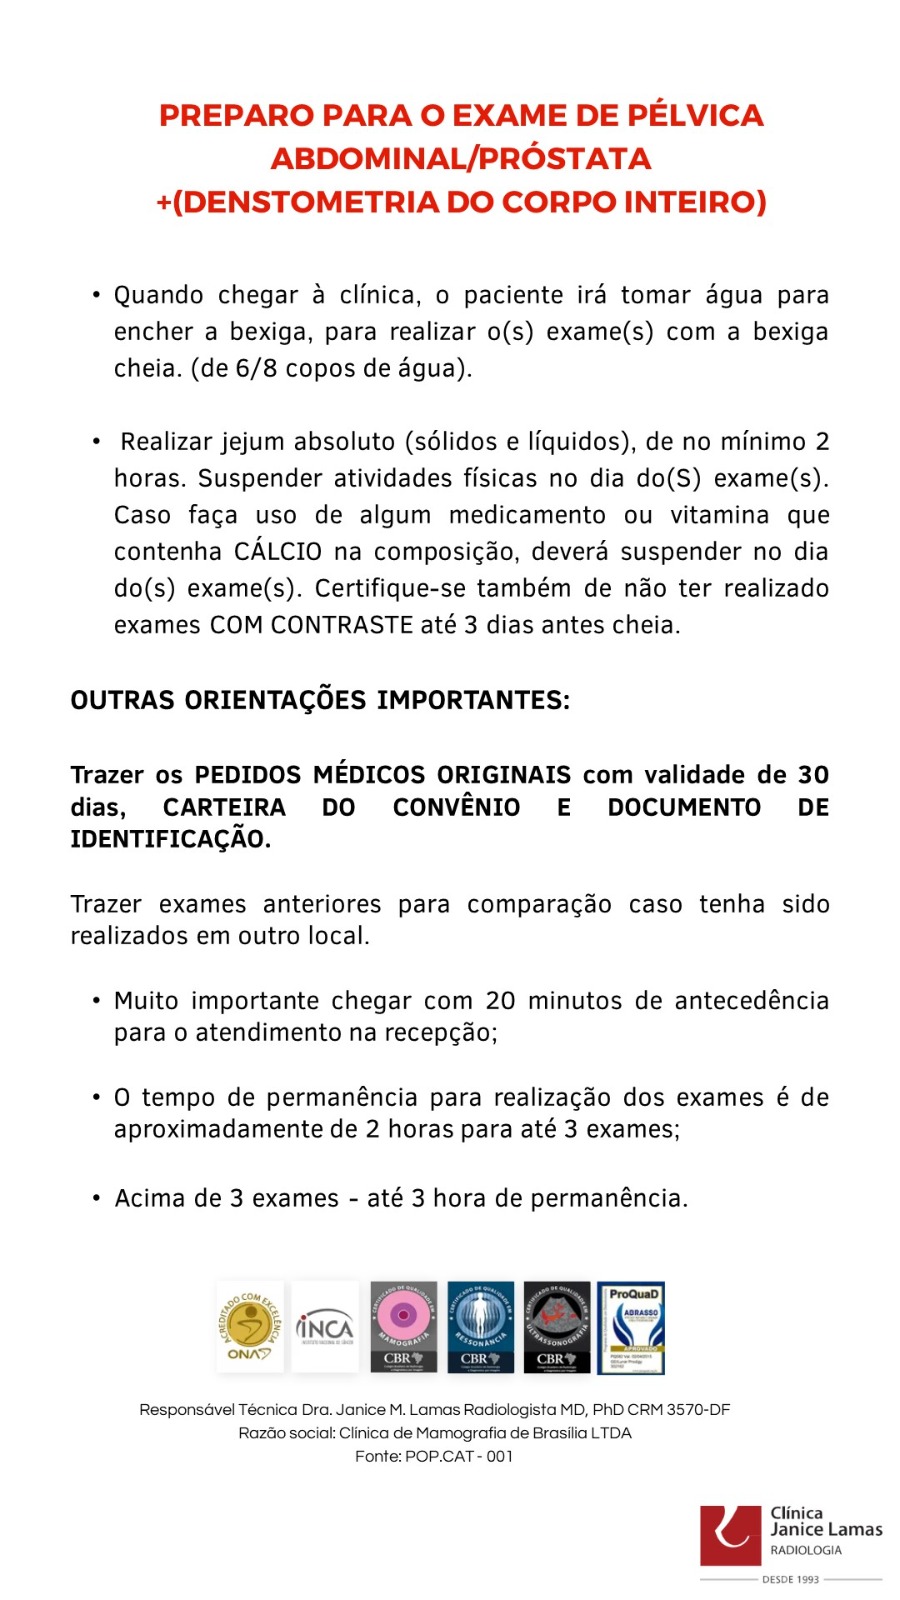 PREPARO PARA O EXAME DE PÉLVICA
ABDOMINAL/PRÓSTATA
+(DENSTOMETRIA DO CORPO INTEIRO)
• Quando chegar à clínica, o paciente irá tomar água para
encher a bexiga, para realizar o(s) exame(s) com a bexiga
cheia. (de 6/8 copos de água).
• Realizar jejum absoluto (sólidos e líquidos), de no mínimo 2
horas. Suspender atividades físicas no dia do(S) exame(s).
Caso faça uso de algum medicamento ou vitamina que
contenha CÁLCIO na composição, deverá suspender no dia
do(s) exame(s). Certifique-se também de não ter realizado
exames COM CONTRASTE até 3 dias antes cheia.
OUTRAS ORIENTAÇÕES IMPORTANTES:
Trazer os PEDIDOS MÉDICOS ORIGINAIS com validade de 30
dias, CARTEIRA DO CONVÊNIO E DOCUMENTO DE
IDENTIFICAÇÃO.
Trazer exames anteriores para comparação caso tenha sido
realizados em outro local.
• Muito importante chegar com 20 minutos de antecedência
para o atendimento na recepção;
• O tempo de permanência para realização dos exames é de
aproximadamente de 2 horas para até 3 exames;
• Acima de 3 exames - até 3 hora de permanência.
ACREDITADO COM EXCELÊNCIA
ONA
INCA
INSTITUTO NACIONAL DE CÂNCER
CERTIFICADO DE QUALIDADE EM
MAMOGRAFIA
CBR
CERTIFICADO DE QUALIDADE EM
RESSONÂNCIA
CBR
CERTIFICADO DE QUALIDADE EM
ULTRASSONOGRAFIA
CBR
ProQuaD
ABRASSO
APROVADO
Responsável Técnica Dra. Janice M. Lamas Radiologista MD, PhD CRM 3570-DF
Razão social: Clínica de Mamografia de Brasília LTDA
Fonte: POP.CAT - 001
Clínica
Janice Lamas
RADIOLOGIA
DESDE 1993